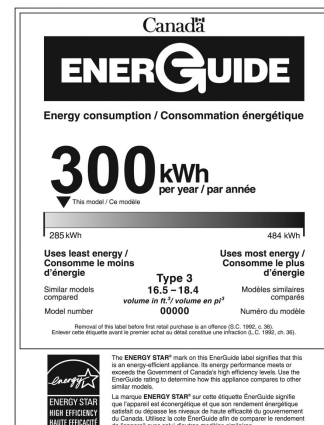 Canada
ENERGUIDE
Energy consumption / Consommation énergétique
300 kWh
per year / par année
This model / Ce modèle
285 kWh
484 kWh
Uses least energy /
Consomme le moins
d'énergie
Uses most energy /
Consomme le plus
d'énergie
Similar models
compared
Type 3
16.5 – 18.4
volume in ft.³/ volume en pi³
Modèles similaires
comparés
Model number
00000
Numéro du modèle
Removal of this label before first retail purchase is an offence (S.C. 1992, c. 36).
Enlever cette étiquette avant le premier achat au détail constitue une infraction (L.C. 1992, ch. 36).
energy
ENERGY STAR
HIGH EFFICIENCY
HAUTE EFFICACITÉ
The ENERGY STAR® mark on this EnerGuide label signifies that this
is an energy-efficient appliance. Its energy performance meets or
exceeds the Government of Canada's high efficiency levels. Use the
EnerGuide rating to determine how this appliance compares to other
similar models.
La marque ENERGY STAR® sur cette étiquette ÉnerGuide signifie
que l'appareil est éconergétique et que son rendement énergétique
satisfait ou dépasse les niveaux de haute efficacité du gouvernement
du Canada. Utilisez la cote ÉnerGuide afin de comparer le rendement